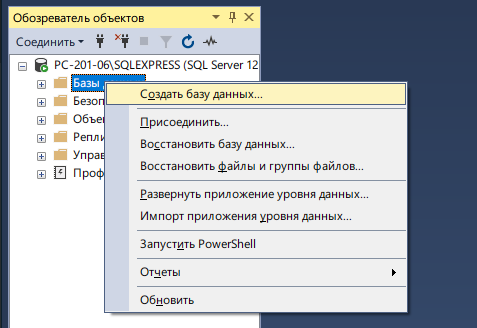 Обозреватель объектов
Соединить
PC-201-06\SQLEXPRESS (SQL Server 12
Базы
Создать базу данных...
Присоединить...
Восстановить базу данных...
Восстановить файлы и группы файлов...
Развернуть приложение уровня данных...
Импорт приложения уровня данных...
Запустить PowerShell
Отчеты
Обновить
Безоп
Объе
Репли
Управ
Проф